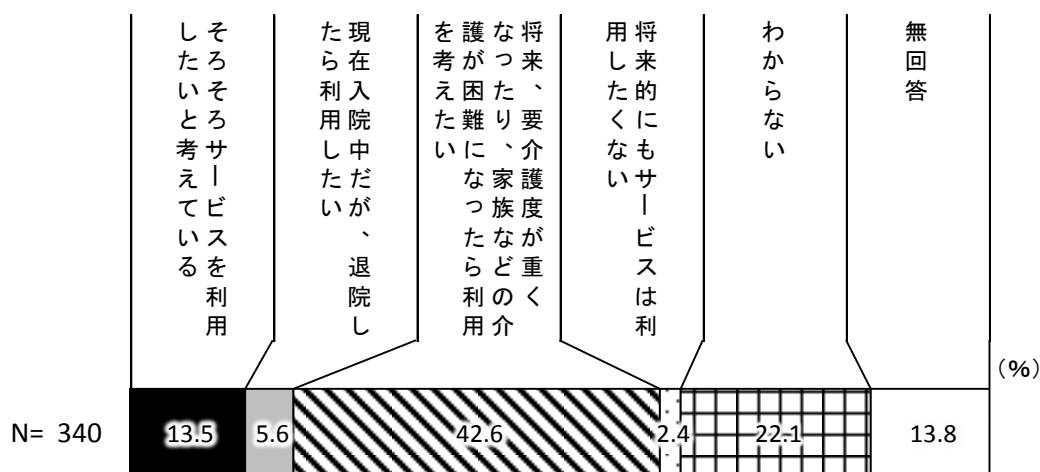 そろそろサービスを利用
したいと考えている
現在入院中だが、退院し
たら利用したい
将来、要介護度が重く
なったり、家族などの介
護が困難になったら利用
を考えたい
将来的にもサービスは利
用したくない
わからない
無回答
(%)
N= 340
13.5
5.6
42.6
2.4
22.1
13.8